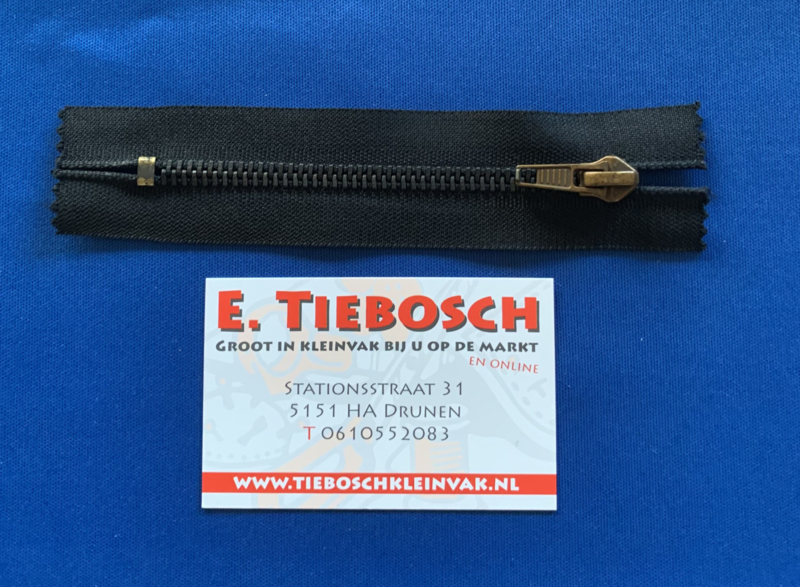 E. TIEBOSCH
GROOT IN KLEINVAK BIJ U OP DE MARKT
EN ONLINE
STATIONSSTRAAT 31
5151 HA DRUNEN
T 0610552083
WWW.TIEBOSCHKLEINVAK.NL